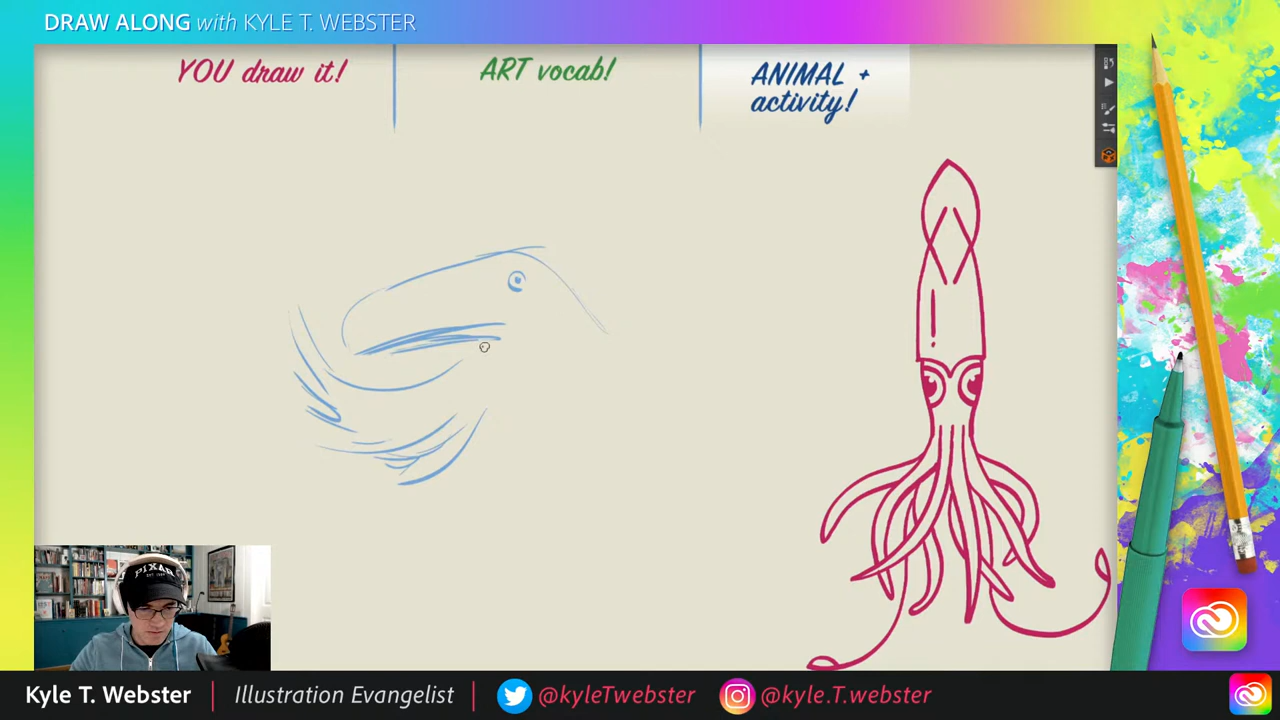 DRAW ALONG with KYLE T. WEBSTER
YOU draw it!
ART vocab!
ANIMAL +
activity!
PIXAR
Kyle T. Webster | Illustration Evangelist @kyleTwebster @kyle.T.webster